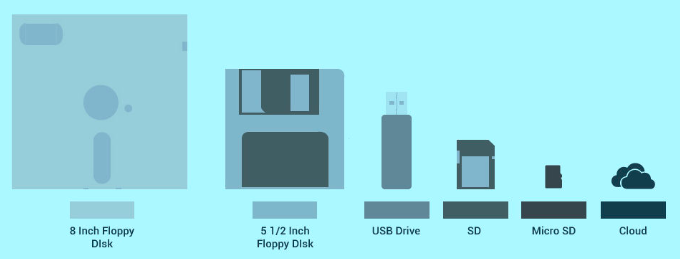 8 Inch Floppy
DIsk
5 1/2 Inch
Floppy DIsk
USB Drive
SD
Micro SD
Cloud